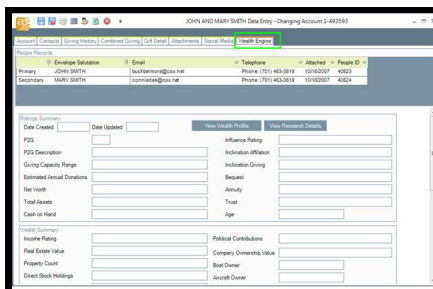 JOHN AND MARY SMITH Data Entry - Changing Account 1-493593
Account Contacts Giving History Combined Giving Gift Detail Attachments Social Media Wealth Engine
People Records
Envelope Salutation Email Telephone Attached People ID
Primary JOHN SMITH buckbelmore@cox.net Phone: (701) 463-0619 10/16/2007 40623
Secondary MARY SMITH Phone: (701) 463-0619 10/16/2007 40624
Ratings Summary
Date Created Date Updated View Wealth Profile View Research Details
P2G Influence Rating
P2G Description Inclination Affiliation
Giving Capacity Range Inclination Giving
Estimated Annual Donations Bequest
Net Worth Annuity
Total Assets Trust
Cash on Hand Age
Wealth Summary
Income Rating Political Contributions
Real Estate Value Company Ownership Value
Property Count Boat Owner
Direct Stock Holdings Aircraft Owner